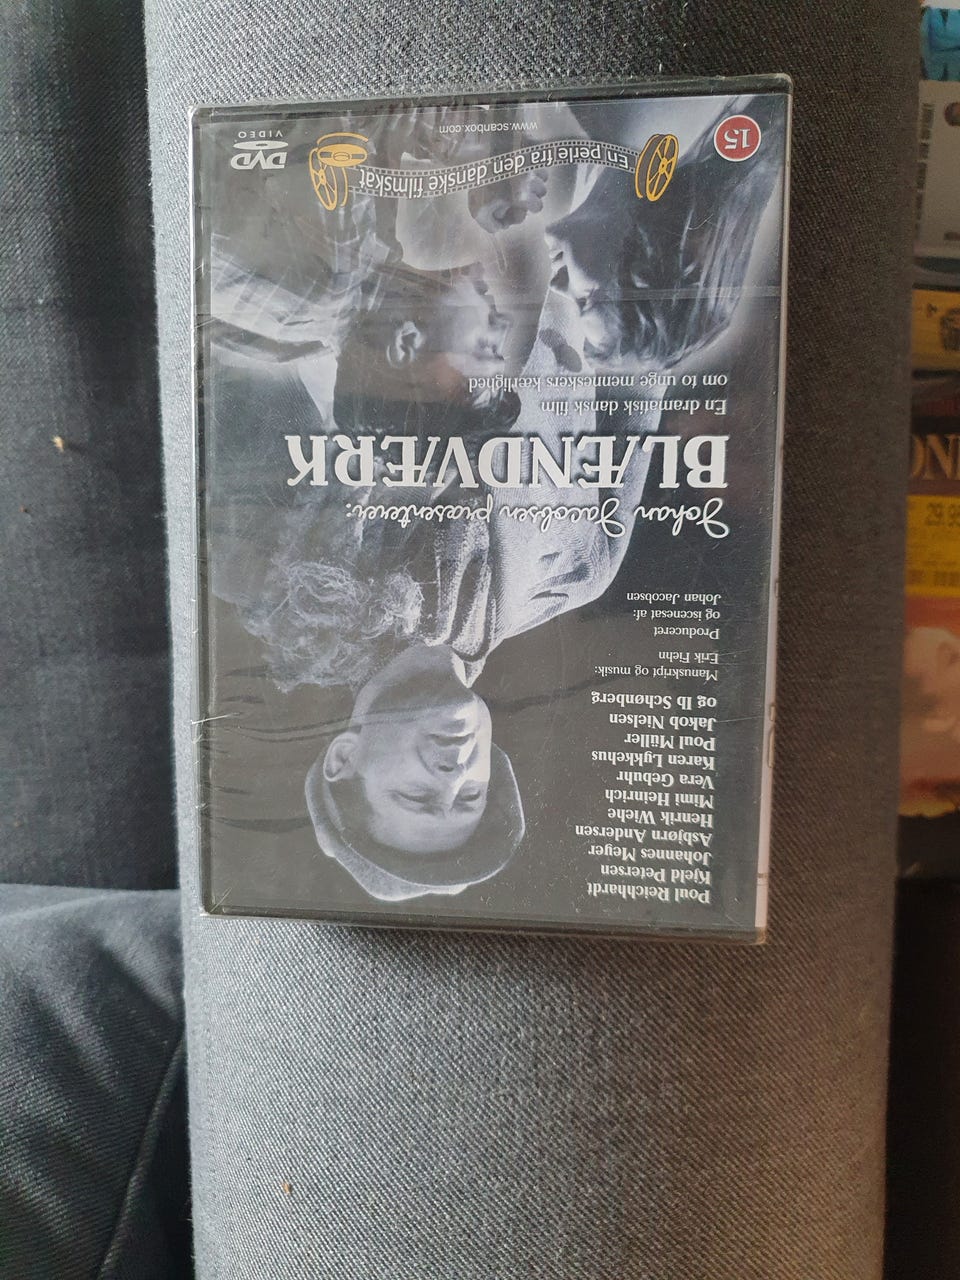 Poul Reichhardt
Kjeld Petersen
Johannes Meyer
Asbjørn Andersen
Henrik Wiehe
Mimi Heinrich
Vera Gebuhr
Karen Lykkehus
Poul Müller
Jakob Nielsen
og Ib Schønberg
Manuskript og musik:
Erik Fiehn
Produceret
og iscenesat af:
Johan Jacobsen
Johan Jacobsen præsenterer:
BLÆNDVÆRK
En dramatisk dansk film
om to unge menneskers kærlighed
15
En perle fra den danske filmskat
www.scanbox.com
DVD
VIDEO